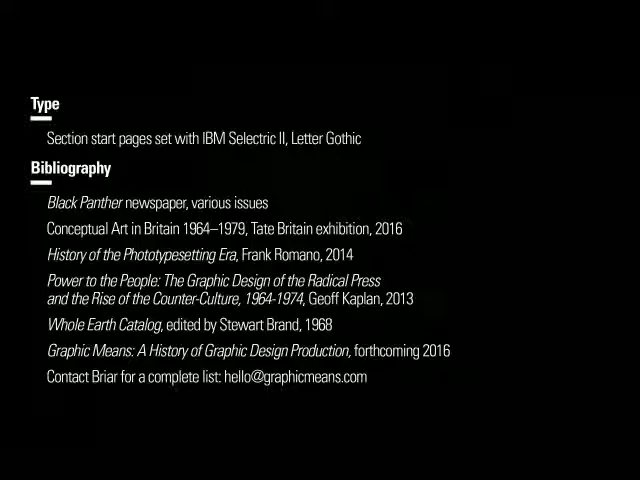 Type
Section start pages set with IBM Selectric II, Letter Gothic
Bibliography
Black Panther newspaper, various issues
Conceptual Art in Britain 1964–1979, Tate Britain exhibition, 2016
History of the Phototypesetting Era, Frank Romano, 2014
Power to the People: The Graphic Design of the Radical Press
and the Rise of the Counter-Culture, 1964-1974, Geoff Kaplan, 2013
Whole Earth Catalog, edited by Stewart Brand, 1968
Graphic Means: A History of Graphic Design Production, forthcoming 2016
Contact Briar for a complete list: hello@graphicmeans.com